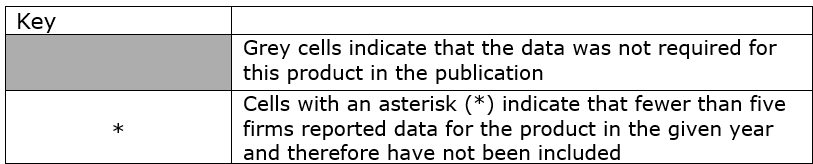 Key
Grey cells indicate that the data was not required for
this product in the publication
*
Cells with an asterisk (*) indicate that fewer than five
firms reported data for the product in the given year
and therefore have not been included